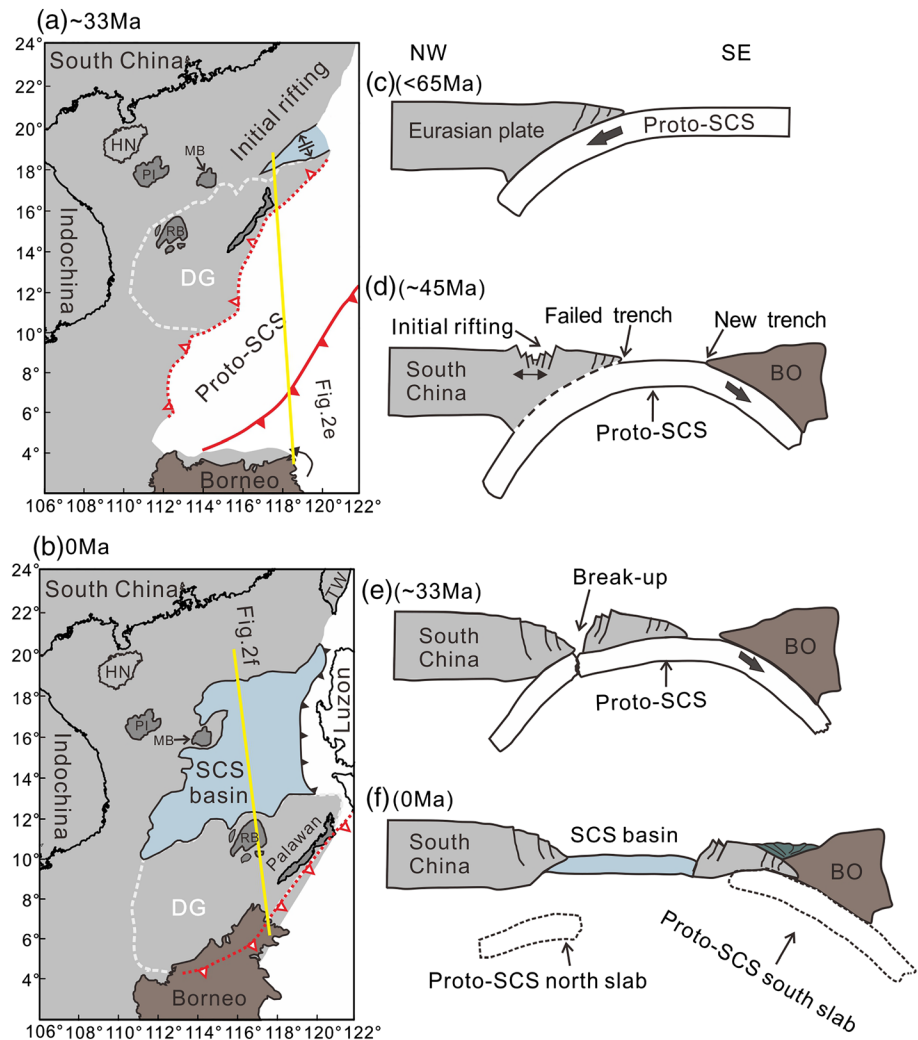 (a) ~33Ma
24°
22°
20°
18°
16°
14°
12°
10°
8°
6°
4°
South China
Initial rifting
HN
MB
PI
RB
Indochina
DG
Proto-SCS
Fig.2e
Borneo
106° 108° 110° 112° 114° 116° 118° 120° 122°
(b) 0Ma
24°
22°
20°
18°
16°
14°
12°
10°
8°
6°
4°
South China
TW
Fig.2f
HN
Luzon
PI
MB
Indochina
SCS
basin
RB
Palawan
DG
Borneo
106° 108° 110° 112° 114° 116° 118° 120° 122°
NW SE
(c) (<65Ma)
Eurasian plate
Proto-SCS
(d) (~45Ma)
Initial rifting
Failed trench
New trench
South
China
BO
Proto-SCS
(e) (~33Ma)
Break-up
South
China
BO
Proto-SCS
(f) (0Ma)
South
China
SCS basin
BO
Proto-SCS north slab
Proto-SCS south slab